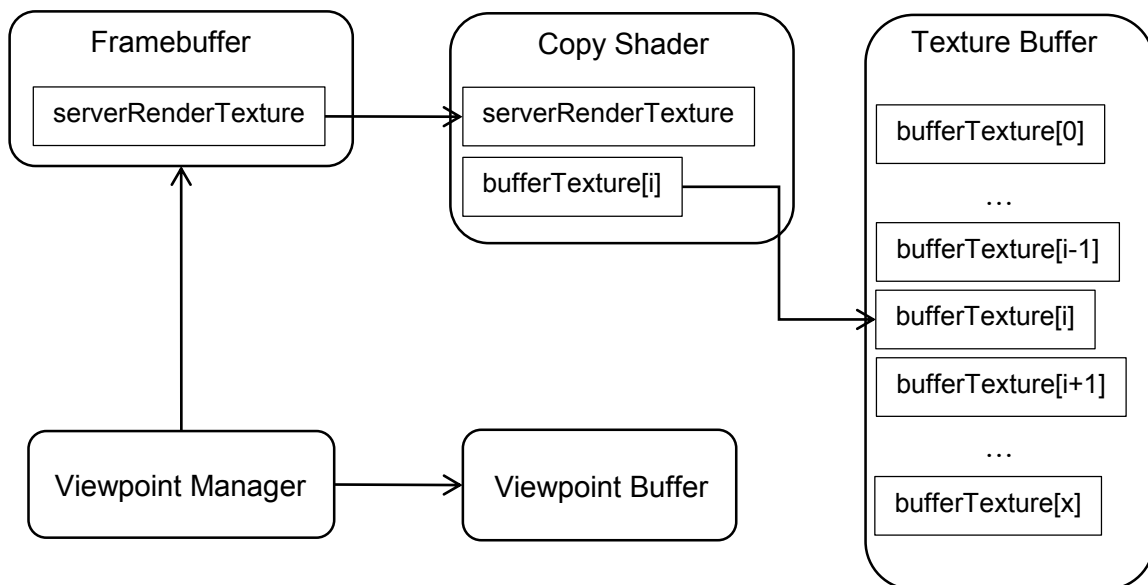 Framebuffer
serverRenderTexture
Copy Shader
serverRenderTexture
bufferTexture[i]
Texture Buffer
bufferTexture[0]
…
bufferTexture[i-1]
bufferTexture[i]
bufferTexture[i+1]
…
bufferTexture[x]
Viewpoint Manager
Viewpoint Buffer